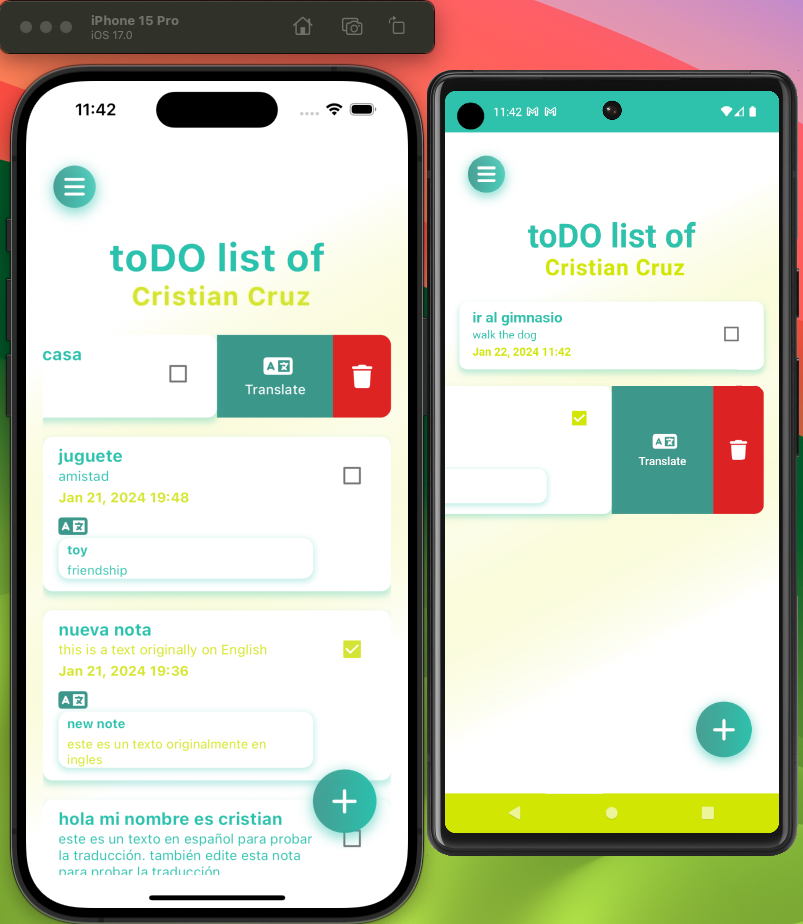 iPhone 15 Pro
iOS 17.0
11:42
toDO list of
Cristian Cruz
casa
Translate
juguete
amistad
Jan 21, 2024 19:48
toy
friendship
nueva nota
this is a text originally on English
Jan 21, 2024 19:36
new note
este es un texto originalmente en
ingles
hola mi nombre es cristian
este es un texto en español para probar
la traducción. también edite esta nota
para probar la traducción
11:42
toDO list of
Cristian Cruz
ir al gimnasio
walk the dog
Jan 22, 2024 11:42
Translate